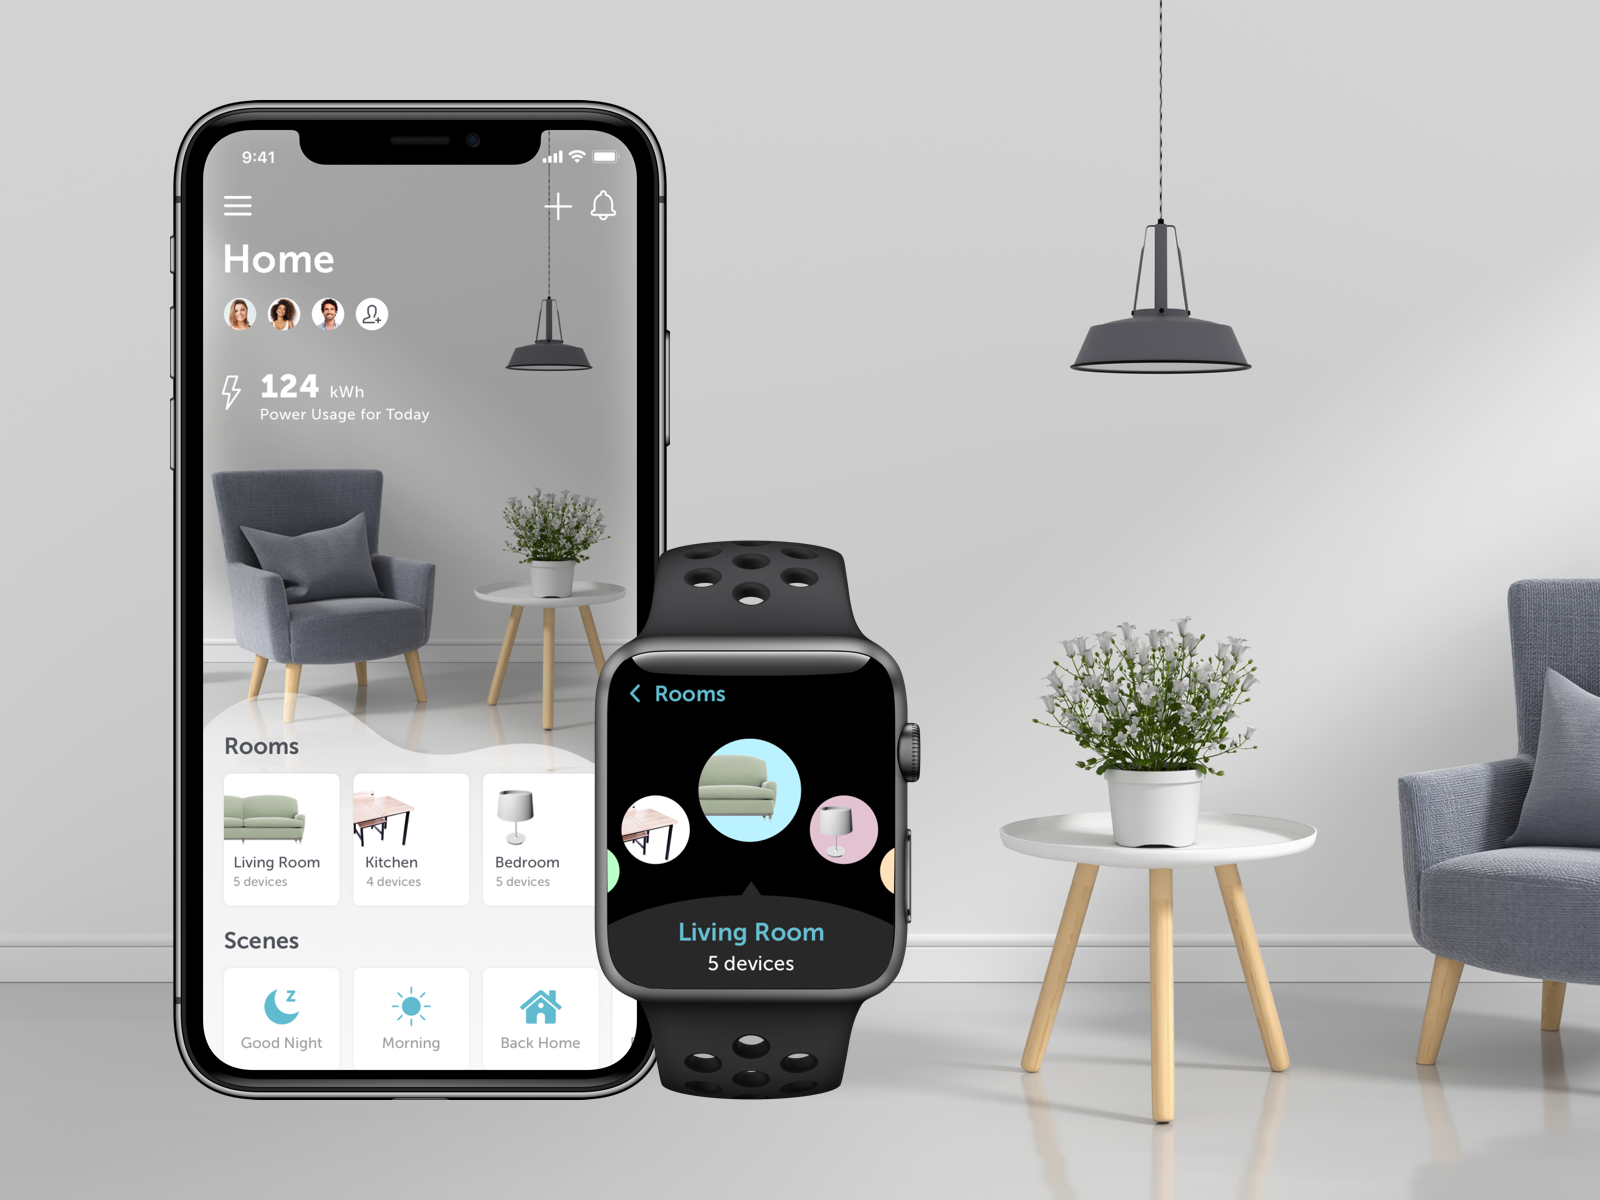 9:41
Home
124 kWh
Power Usage for Today
Rooms
Living Room
5 devices
Kitchen
4 devices
Bedroom
5 devices
Scenes
Z
Good Night
Morning
Back Home
Rooms
Living Room
5 devices